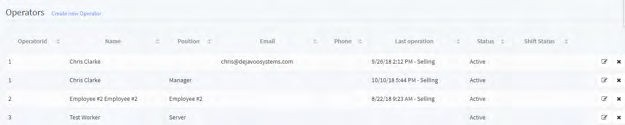 Operators Create new Operator
OperatorId Name Position Email Phone Last operation Status Shift Status
1 Chris Clarke chris@dejavoosystems.com 9/26/18 2:12 PM - Selling Active
1 Chris Clarke Manager 10/10/18 5:44 PM - Selling Active
2 Employee #2 Employee #2 Employee #2 8/22/18 9:23 AM - Selling Active
3 Test Worker Server Active